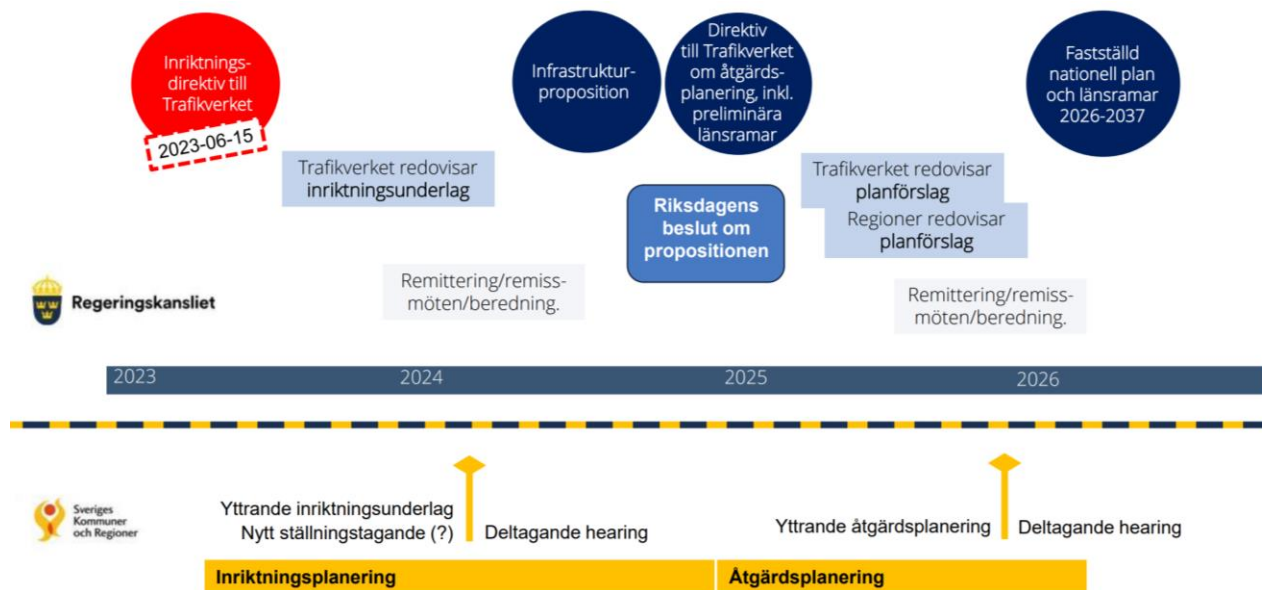 Inriktnings-
direktiv till
Trafikverket
2023-06-15
Infrastruktur-
proposition
Direktiv
till Trafikverket
om åtgärds-
planering, inkl.
preliminära
länsramar
Fastställd
nationell plan
och länsramar
2026-2037
Trafikverket redovisar
inriktningsunderlag
Riksdagens
beslut om
propositionen
Trafikverket redovisar
planförslag
Regioner redovisar
planförslag
Remittering/remiss-
möten/beredning.
Remittering/remiss-
möten/beredning.
Regeringskansliet
2023
2024
2025
2026
Sveriges
Kommuner
och Regioner
Yttrande inriktningsunderlag
Nytt ställningstagande (?)
Deltagande hearing
Yttrande åtgärdsplanering
Deltagande hearing
Inriktningsplanering
Åtgärdsplanering